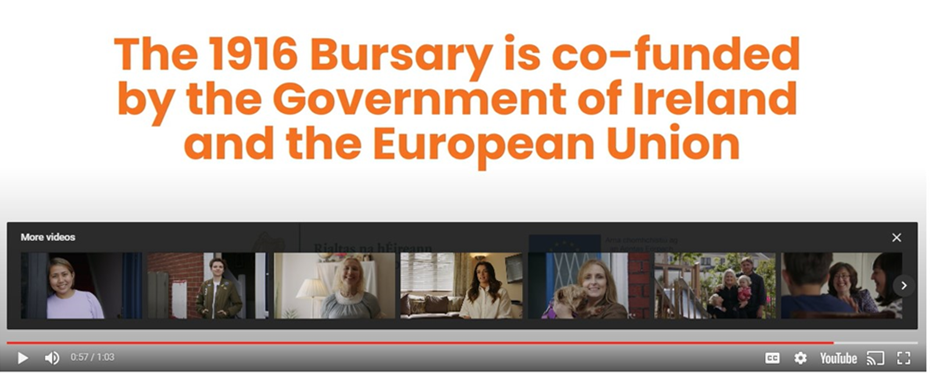 The 1916 Bursary is co-funded
by the Government of Ireland
and the European Union
More videos
Rialtas na hÉireann
0:57 / 1:03
CC
YouTube